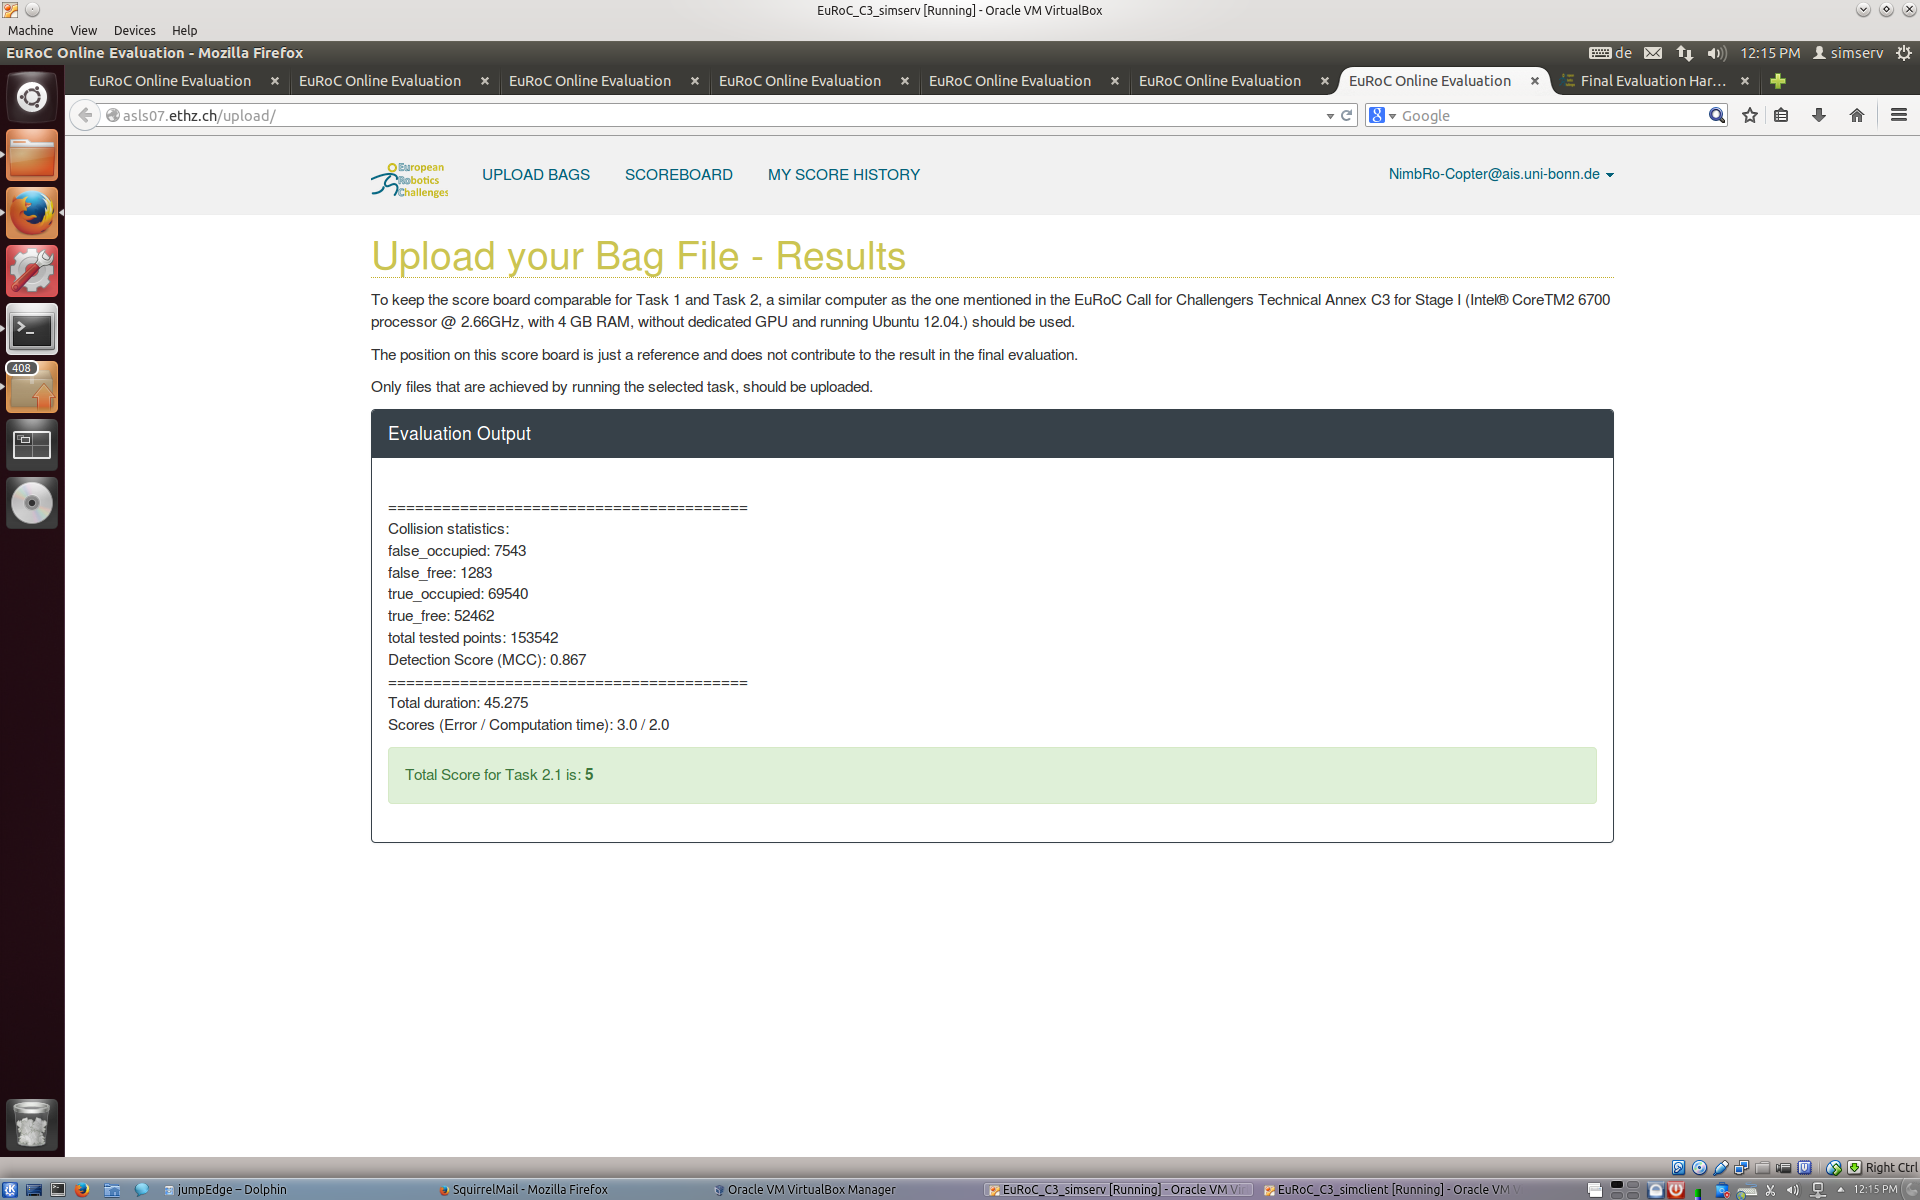 EuRoC_C3_simserv [Running] - Oracle VM VirtualBox
Machine View Devices Help
EuRoC Online Evaluation - Mozilla Firefox
de 12:15 PM simserv
EuRoC Online Evaluation EuRoC Online Evaluation EuRoC Online Evaluation EuRoC Online Evaluation EuRoC Online Evaluation EuRoC Online Evaluation EuRoC Online Evaluation Final Evaluation Har...
asls07.ethz.ch/upload/
Google
European
Robotics
Challenges
UPLOAD BAGS SCOREBOARD MY SCORE HISTORY
NimbRo-Copter@ais.uni-bonn.de
Upload your Bag File - Results
To keep the score board comparable for Task 1 and Task 2, a similar computer as the one mentioned in the EuRoC Call for Challengers Technical Annex C3 for Stage I (Intel® CoreTM2 6700
processor @ 2.66GHz, with 4 GB RAM, without dedicated GPU and running Ubuntu 12.04.) should be used.
The position on this score board is just a reference and does not contribute to the result in the final evaluation.
Only files that are achieved by running the selected task, should be uploaded.
408
Evaluation Output
========================================
Collision statistics:
false_occupied: 7543
false_free: 1283
true_occupied: 69540
true_free: 52462
total tested points: 153542
Detection Score (MCC): 0.867
========================================
Total duration: 45.275
Scores (Error / Computation time): 3.0 / 2.0
Total Score for Task 2.1 is: 5
Right Ctrl
jumpEdge – Dolphin
SquirrelMail - Mozilla Firefox
Oracle VM VirtualBox Manager
EuRoC_C3_simserv [Running] - Oracle VM Vir
EuRoC_C3_simclient [Running] - Oracle VM V
12:15 PM